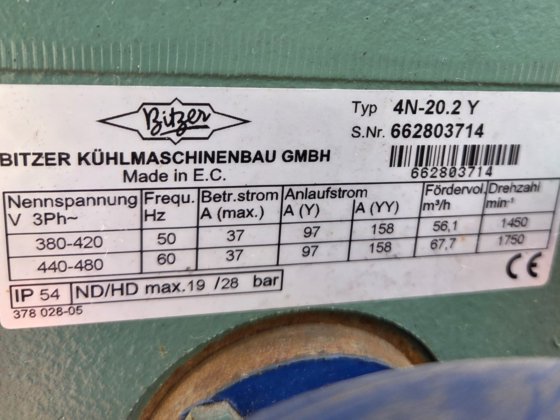 Bitzer
Typ 4N-20.2 Y
S.Nr. 662803714
662803714
BITZER KÜHLMASCHINENBAU GMBH
Made in E.C.
Nennspannung V 3Ph~ Frequ. Hz Betr.strom A (max.) Anlaufstrom A (Y) A (YY) Fördervol. m³/h Drehzahl min⁻¹
380-420 50 37 97 158 56,1 1450
440-480 60 37 97 158 67,7 1750
IP 54 ND/HD max. 19 /28 bar CE
378 028-05